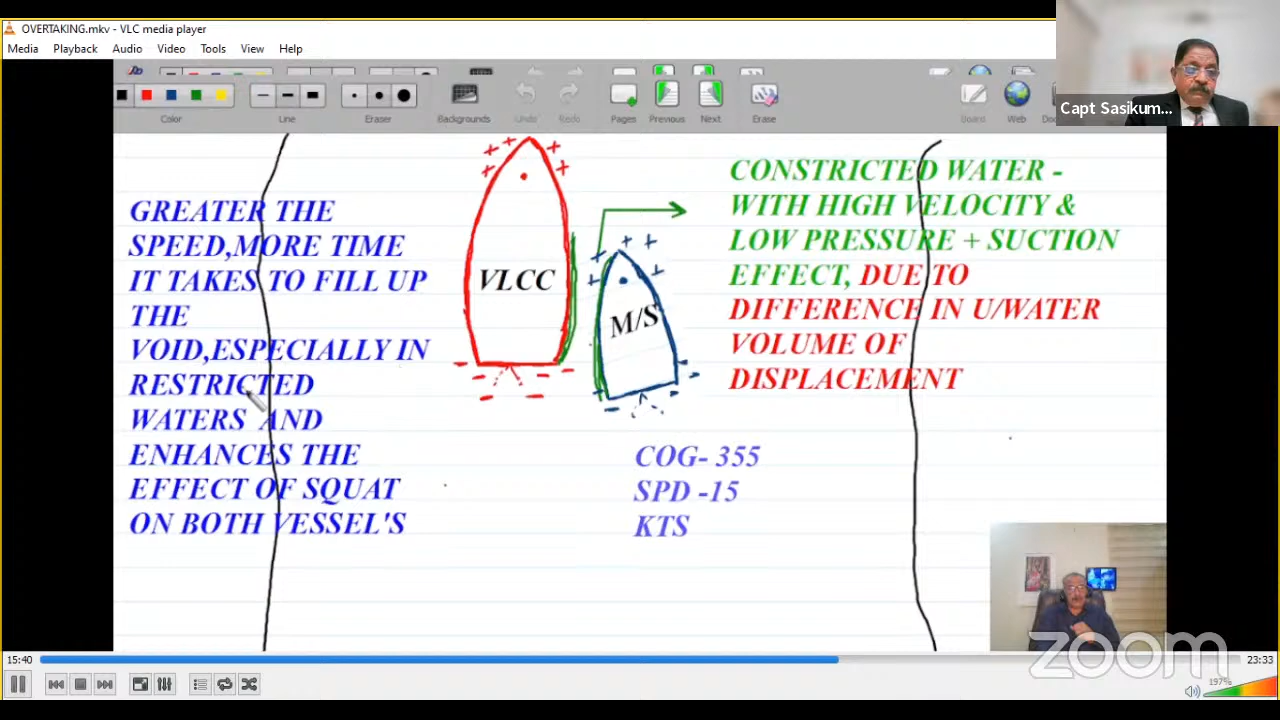 OVERTAKING.mkv - VLC media player
Media Playback Audio Video Tools View Help
Capt Sasikum...
Color Line Eraser Backgrounds Undo Redo Pages Previous Next Erase Board Web
GREATER THE
SPEED,MORE TIME
IT TAKES TO FILL UP
THE
VOID,ESPECIALLY IN
RESTRICTED
WATERS AND
ENHANCES THE
EFFECT OF SQUAT
ON BOTH VESSEL'S
VLCC
M/S
CONSTRICTED WATER -
WITH HIGH VELOCITY &
LOW PRESSURE + SUCTION
EFFECT, DUE TO
DIFFERENCE IN U/WATER
VOLUME OF
DISPLACEMENT
COG- 355
SPD -15
KTS
zoom
15:40
23:33
197%